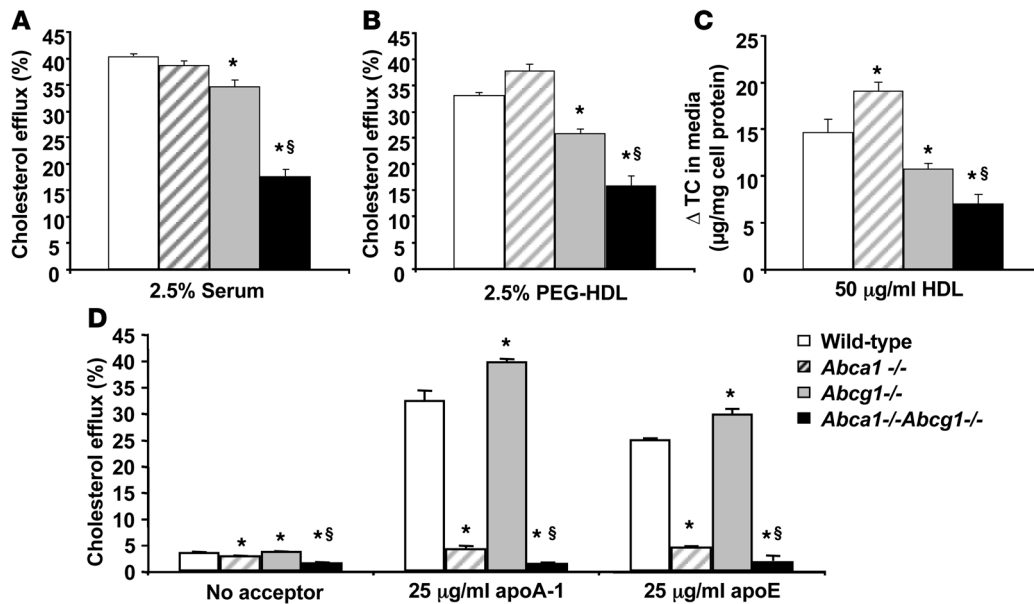 A
Cholesterol efflux (%)
45
40
35
30
25
20
15
10
5
0
*
*§
2.5% Serum
B
Cholesterol efflux (%)
45
40
35
30
25
20
15
10
5
0
*
*§
2.5% PEG-HDL
C
Δ TC in media
(µg/mg cell protein)
25
20
15
10
5
0
*
*
*§
50 µg/ml HDL
D
Cholesterol efflux (%)
45
40
35
30
25
20
15
10
5
0
* * *§
* * *§
* * *§
No acceptor
25 µg/ml apoA-1
25 µg/ml apoE
Wild-type
Abca1 -/-
Abcg1-/-
Abca1-/-Abcg1-/-